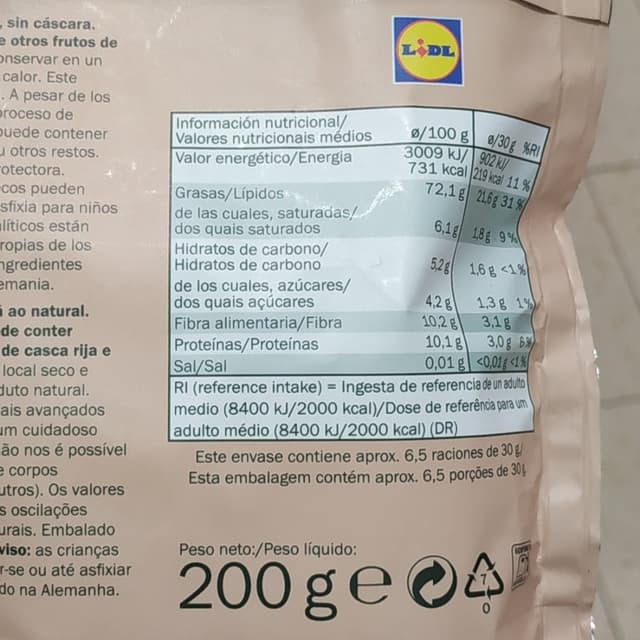 , sin cáscara.
e otros frutos de
onservar en un
calor. Este
. A pesar de los
proceso de
puede contener
u otros restos.
rotectora.
cos pueden
sfixia para niños
líticos están
ropias de los
ngredientes
emania.
ao natural.
de conter
de casca rija e
local seco e
duto natural.
ais avançados
um cuidadoso
ão nos é possível
e corpos
utros). Os valores
s oscilações
urais. Embalado
viso: as crianças
r-se ou até asfixiar
do na Alemanha.
LIDL
Información nutricional/
Valores nutricionais médios ø/100 g ø/30 g %RI
Valor energético/Energia 3009 kJ/ 902 kJ/
731 kcal 219 kcal 11 %
Grasas/Lípidos 72,1 g 21,6 g 31 %
de las cuales, saturadas/
dos quais saturados 6,1 g 1,8 g 9 %
Hidratos de carbono/
Hidratos de carbono 5,2 g 1,6 g <1 %
de los cuales, azúcares/
dos quais açúcares 4,2 g 1,3 g 1 %
Fibra alimentaria/Fibra 10,2 g 3,1 g
Proteínas/Proteínas 10,1 g 3,0 g 6 %
Sal/Sal 0,01 g <0,01 g <1 %
RI (reference intake) = Ingesta de referencia de un adulto
medio (8400 kJ/2000 kcal)/Dose de referência para um
adulto médio (8400 kJ/2000 kcal) (DR)
Este envase contiene aprox. 6,5 raciones de 30 g/
Esta embalagem contém aprox. 6,5 porções de 30 g.
Peso neto:/Peso líquido:
200 g e
7
O